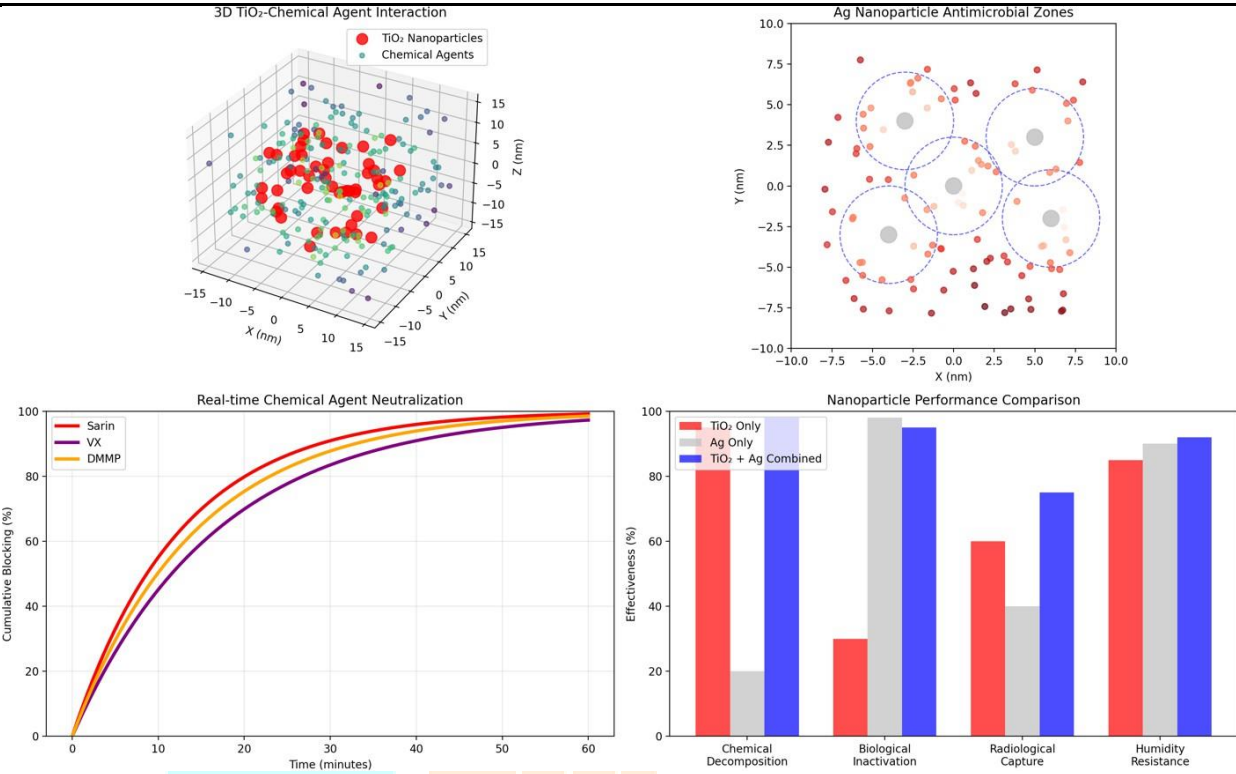 3D TiO₂-Chemical Agent Interaction
TiO₂ Nanoparticles
Chemical Agents
15
10
5
0
−5
−10
−15
Z (nm)
−15
−10
−5
0
5
10
15
X (nm)
−15
−10
−5
0
5
10
15
Y (nm)
Ag Nanoparticle Antimicrobial Zones
10.0
7.5
5.0
2.5
0.0
−2.5
−5.0
−7.5
−10.0
Y (nm)
−10.0 −7.5 −5.0 −2.5 0.0 2.5 5.0 7.5 10.0
X (nm)
Real-time Chemical Agent Neutralization
Sarin
VX
DMMP
100
80
60
40
20
0
Cumulative Blocking (%)
0 10 20 30 40 50 60
Time (minutes)
Nanoparticle Performance Comparison
TiO₂ Only
Ag Only
TiO₂ + Ag Combined
100
80
60
40
20
0
Effectiveness (%)
Chemical
Decomposition
Biological
Inactivation
Radiological
Capture
Humidity
Resistance